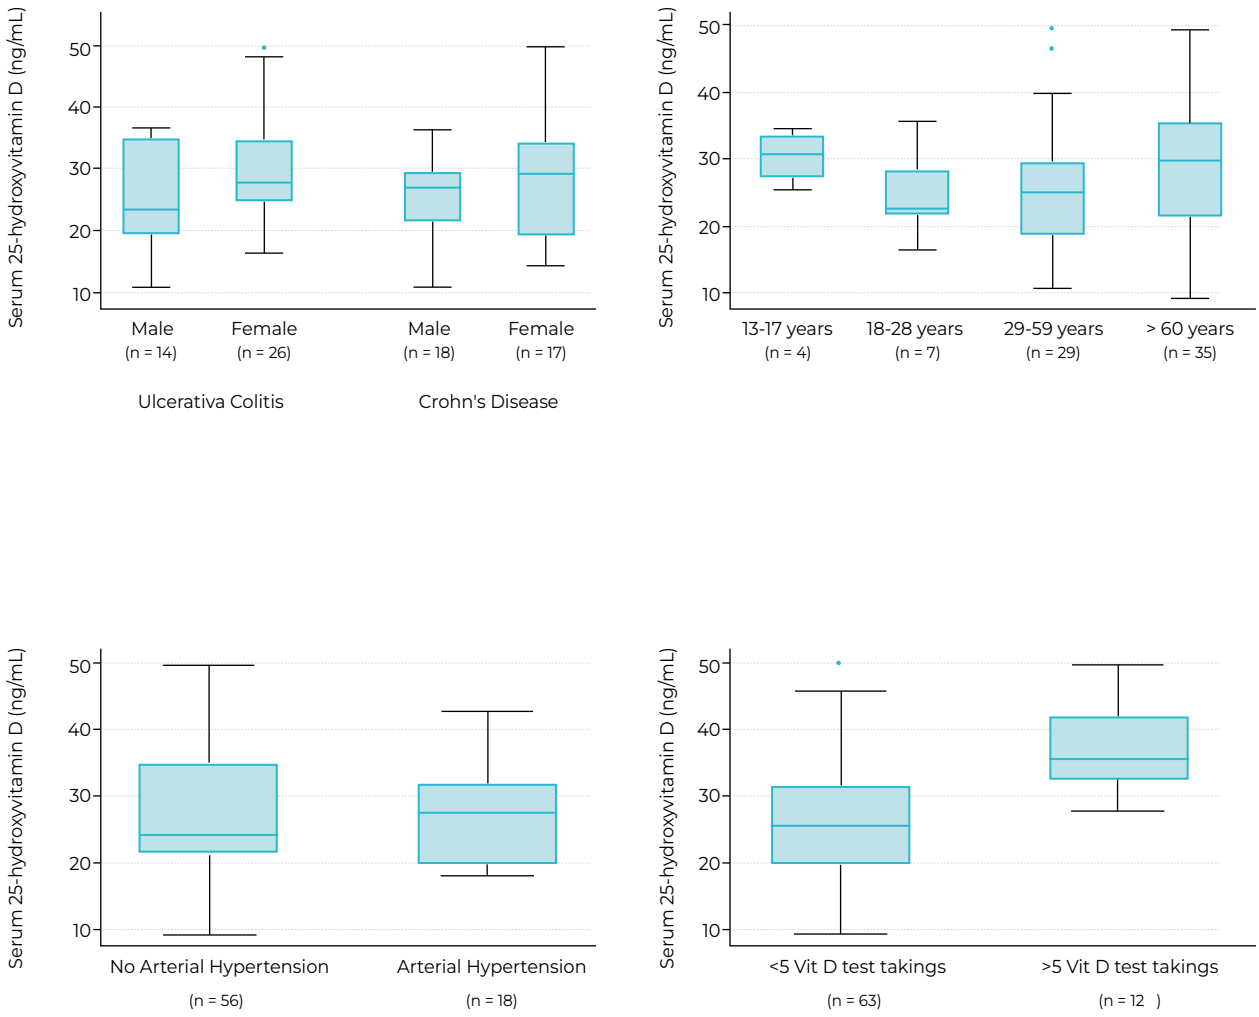 Serum 25-hydroxyvitamin D (ng/mL)
50
40
30
20
10
Male Female Male Female
(n = 14) (n = 26) (n = 18) (n = 17)
Ulcerativa Colitis Crohn's Disease
Serum 25-hydroxyvitamin D (ng/mL)
50
40
30
20
10
13-17 years 18-28 years 29-59 years > 60 years
(n = 4) (n = 7) (n = 29) (n = 35)
Serum 25-hydroxyvitamin D (ng/mL)
50
40
30
20
10
No Arterial Hypertension Arterial Hypertension
(n = 56) (n = 18)
Serum 25-hydroxyvitamin D (ng/mL)
50
40
30
20
10
<5 Vit D test takings >5 Vit D test takings
(n = 63) (n = 12 )